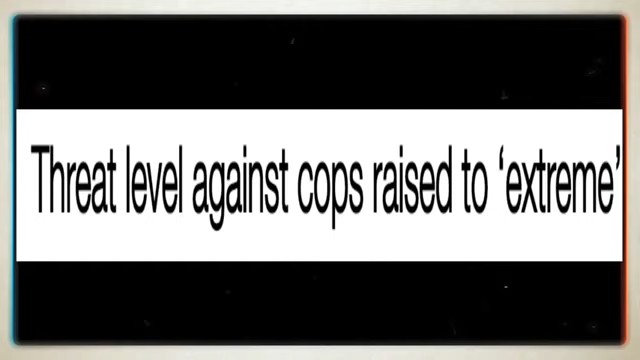 Threat level against cops raised to ‘extreme’